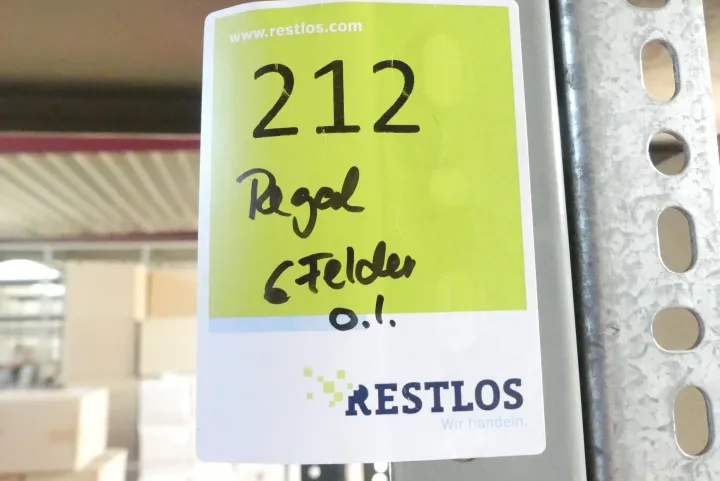 www.restlos.com
212
Regal
6 Felder
o.I.
RESTLOS
Wir handeln.